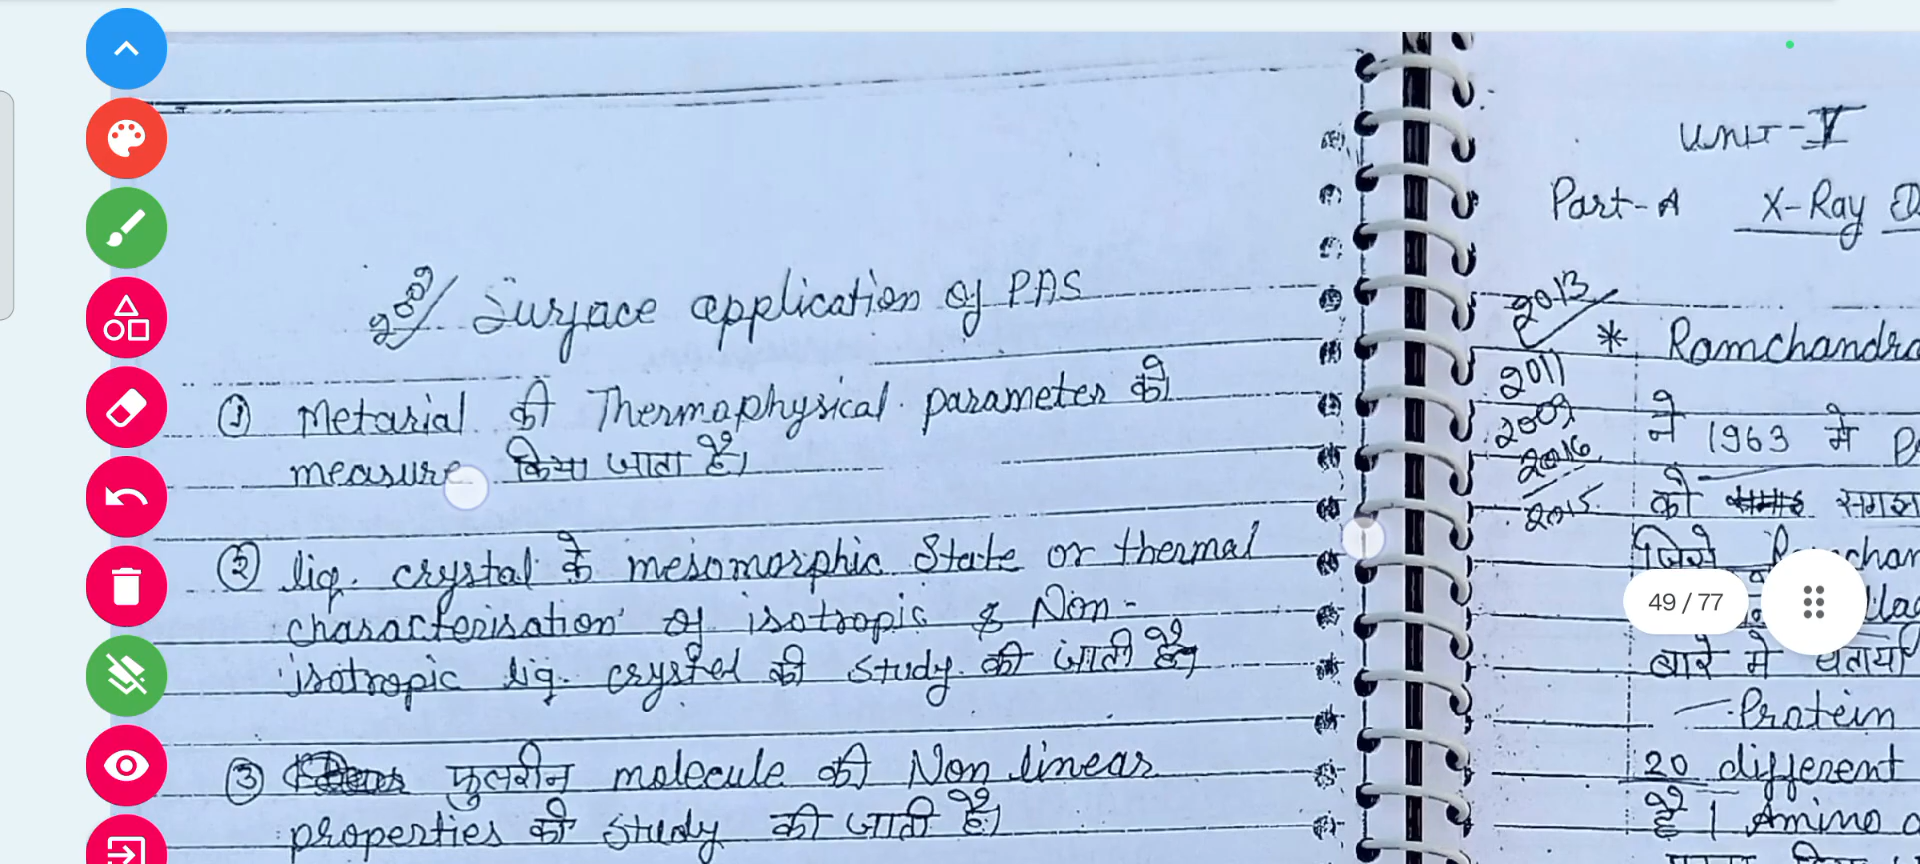 Surface application of PAS
① Metarial की Thermophysical parameter को
measure किया जाता है।
② liq. crystal के mesomorphic State or thermal
characterisation of isotropic & Non-
isotropic liq. crystal की study की जाती है।
③ फुलरीन molecule की Non linear
properties की study की जाती है।
Unit-V
Part-A X-Ray
2013
* Ramchandra
2011
2009
ने 1963 मे
2016
2015
को समझ
जिसे
49 / 77
बारे मे बताया
Protein
20 different
है । Amino